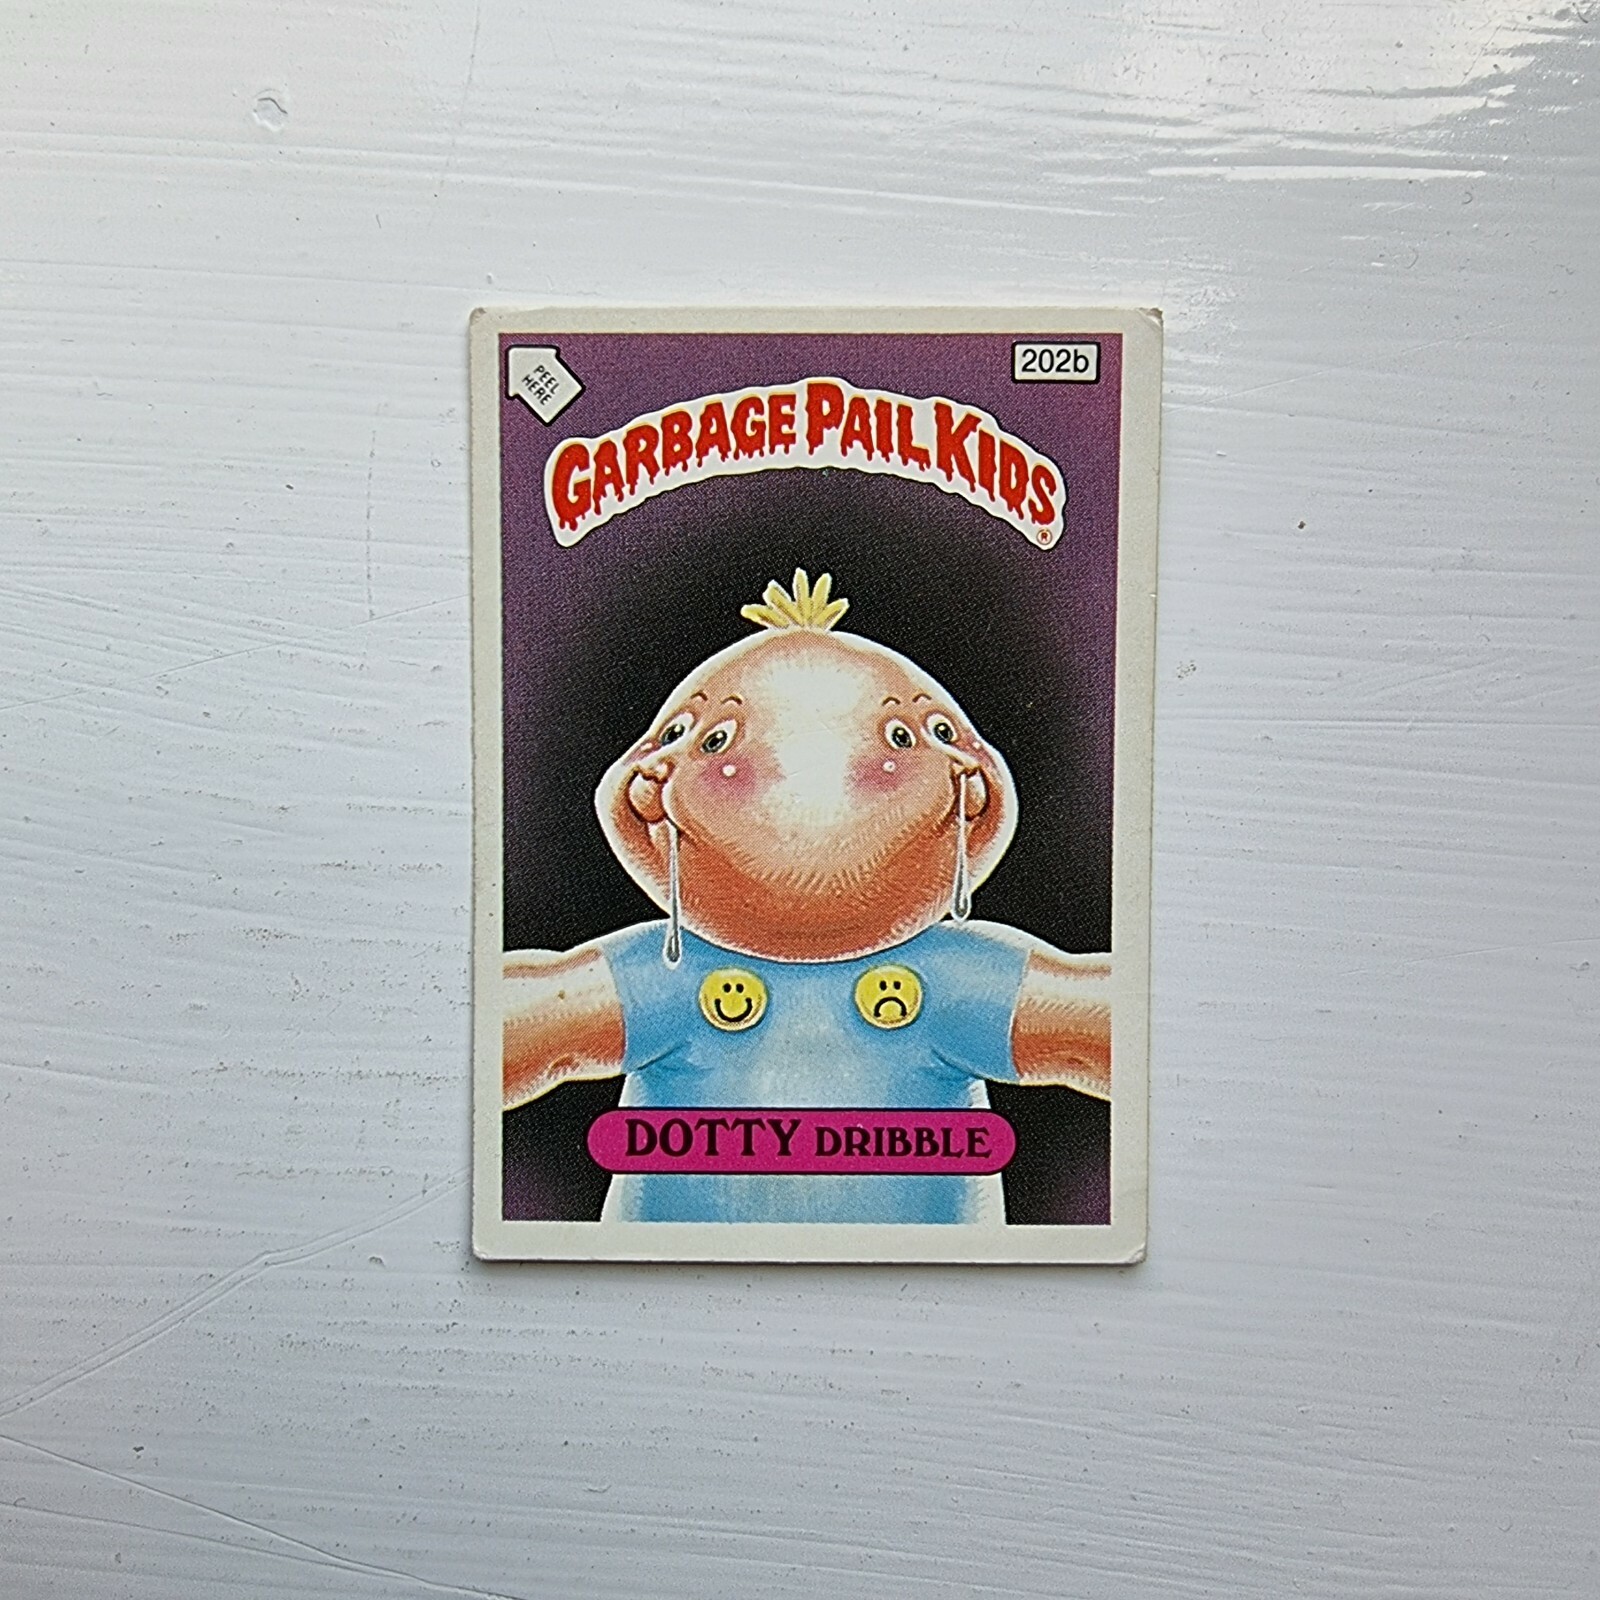 PEEL
HERE
202b
GARBAGE PAIL KIDS
®
DOTTY DRIBBLE